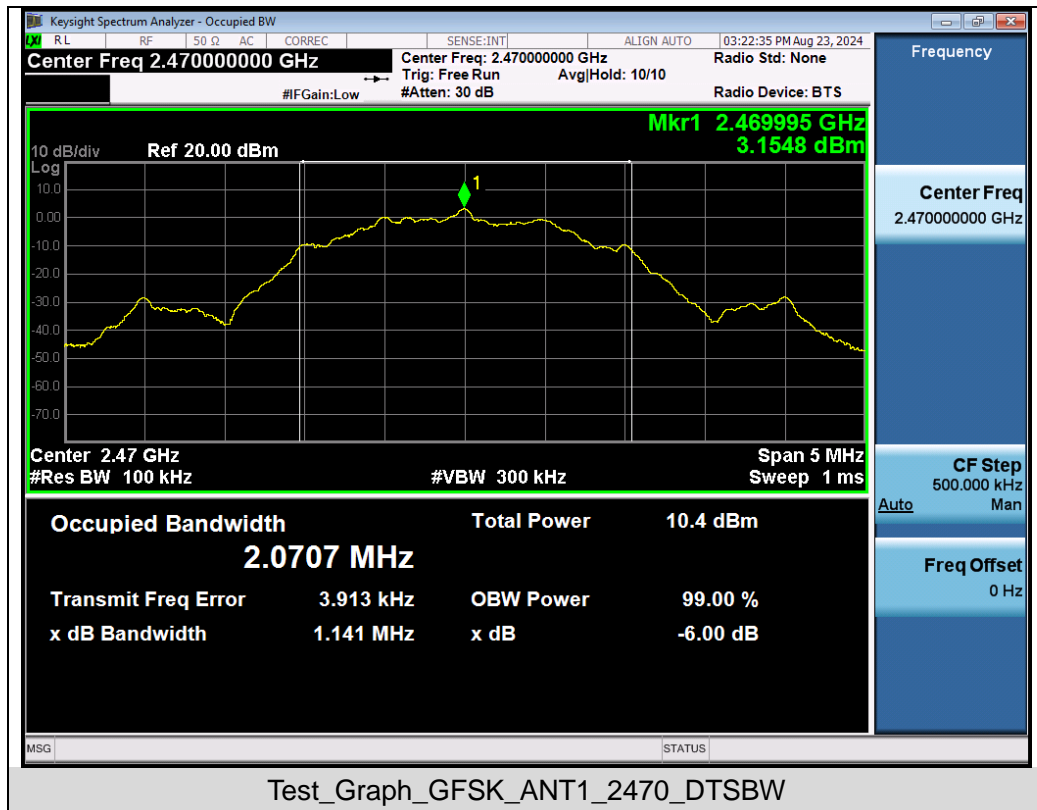 Keysight Spectrum Analyzer - Occupied BW
LXI RL RF 50 Ω AC CORREC SENSE:INT ALIGN AUTO 03:22:35 PM Aug 23, 2024
Center Freq 2.470000000 GHz
Center Freq: 2.470000000 GHz Radio Std: None
Trig: Free Run Avg|Hold: 10/10
#IFGain:Low #Atten: 30 dB Radio Device: BTS
Mkr1 2.469995 GHz
3.1548 dBm
10 dB/div Ref 20.00 dBm
Log
10.0
1
0.00
-10.0
-20.0
-30.0
-40.0
-50.0
-60.0
-70.0
Center 2.47 GHz Span 5 MHz
#Res BW 100 kHz #VBW 300 kHz Sweep 1 ms
Occupied Bandwidth Total Power 10.4 dBm
2.0707 MHz
Transmit Freq Error 3.913 kHz OBW Power 99.00 %
x dB Bandwidth 1.141 MHz x dB -6.00 dB
MSG STATUS
Frequency
Center Freq
2.470000000 GHz
CF Step
500.000 kHz
Auto Man
Freq Offset
0 Hz
Test_Graph_GFSK_ANT1_2470_DTSBW